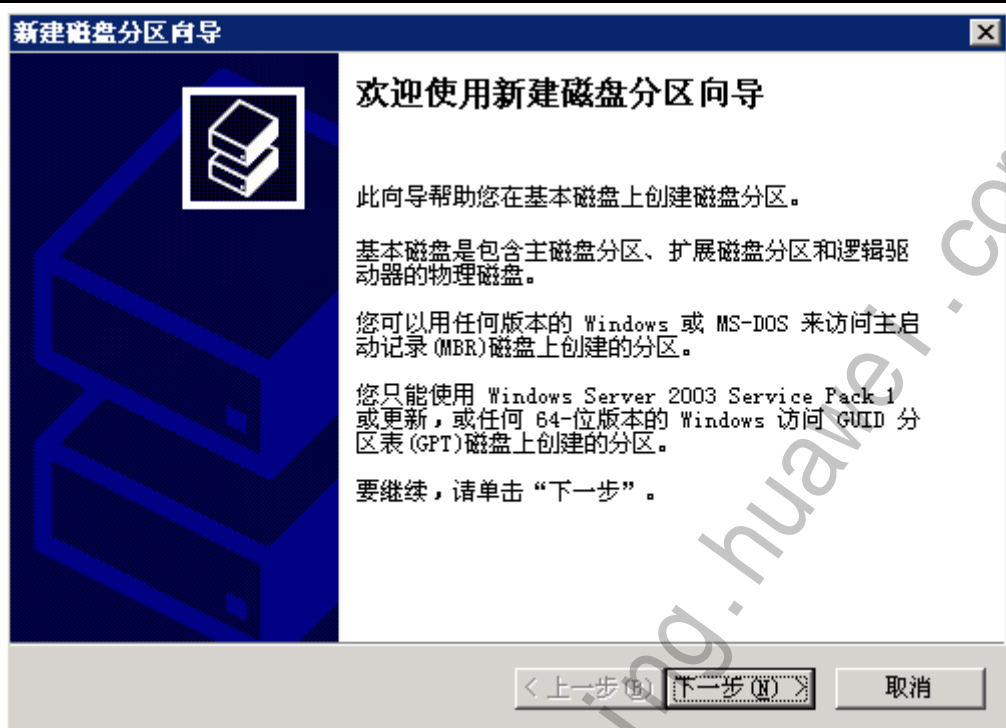 新建磁盘分区向导
欢迎使用新建磁盘分区向导
此向导帮助您在基本磁盘上创建磁盘分区。
基本磁盘是包含主磁盘分区、扩展磁盘分区和逻辑驱
动器的物理磁盘。
您可以用任何版本的 Windows 或 MS-DOS 来访问主启
动记录(MBR)磁盘上创建的分区。
您只能使用 Windows Server 2003 Service Pack 1
或更新，或任何 64-位版本的 Windows 访问 GUID 分
区表(GPT)磁盘上创建的分区。
要继续，请单击“下一步”。
< 上一步(B) 下一步(N) > 取消
ing.huawei.co